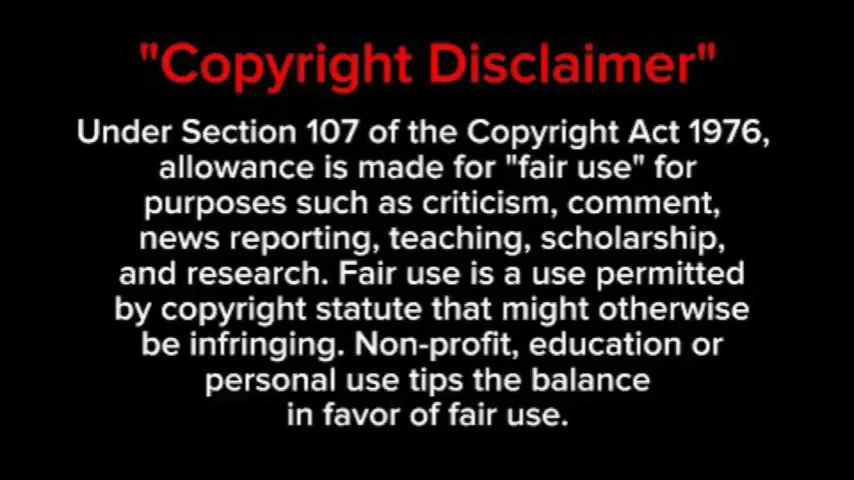 "Copyright Disclaimer"
Under Section 107 of the Copyright Act 1976,
allowance is made for "fair use" for
purposes such as criticism, comment,
news reporting, teaching, scholarship,
and research. Fair use is a use permitted
by copyright statute that might otherwise
be infringing. Non-profit, education or
personal use tips the balance
in favor of fair use.